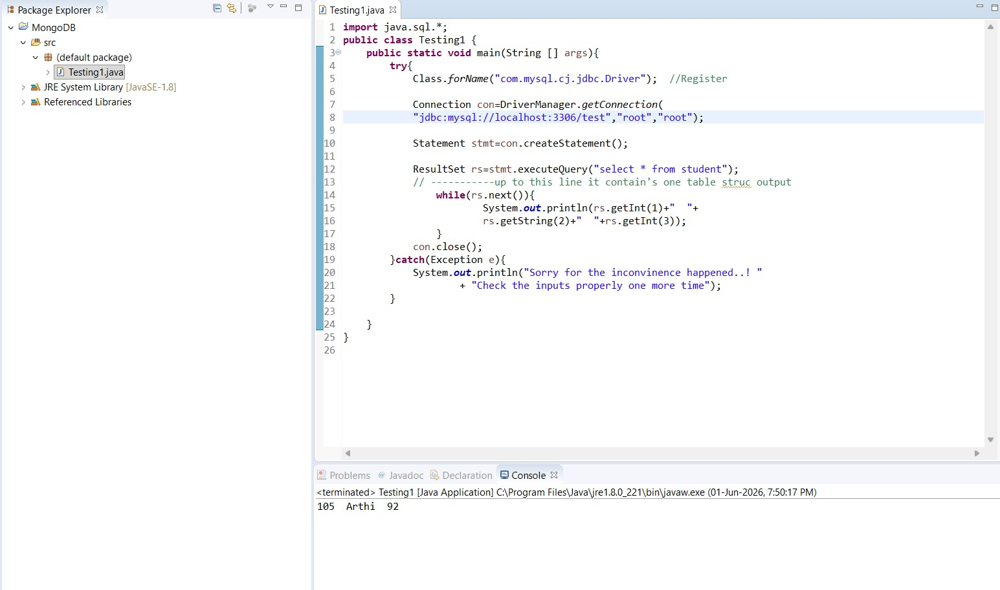 Package Explorer
MongoDB
src
(default package)
Testing1.java
JRE System Library [JavaSE-1.8]
Referenced Libraries
Testing1.java
1 import java.sql.*;
2 public class Testing1 {
3     public static void main(String [] args){
4         try{
5             Class.forName("com.mysql.cj.jdbc.Driver");  //Register
6
7             Connection con=DriverManager.getConnection(
8             "jdbc:mysql://localhost:3306/test","root","root");
9
10             Statement stmt=con.createStatement();
11
12             ResultSet rs=stmt.executeQuery("select * from student");
13             // -----------up to this line it contain's one table struc output
14                 while(rs.next()){
15                         System.out.println(rs.getInt(1)+"  "+
16                         rs.getString(2)+"  "+rs.getInt(3));
17                 }
18             con.close();
19         }catch(Exception e){
20             System.out.println("Sorry for the inconvinence happened..! "
21                     + "Check the inputs properly one more time");
22         }
23
24     }
25 }
26
Problems @ Javadoc Declaration Console
<terminated> Testing1 [Java Application] C:\Program Files\Java\jre1.8.0_221\bin\javaw.exe (01-Jun-2026, 7:50:17 PM)
105  Arthi  92